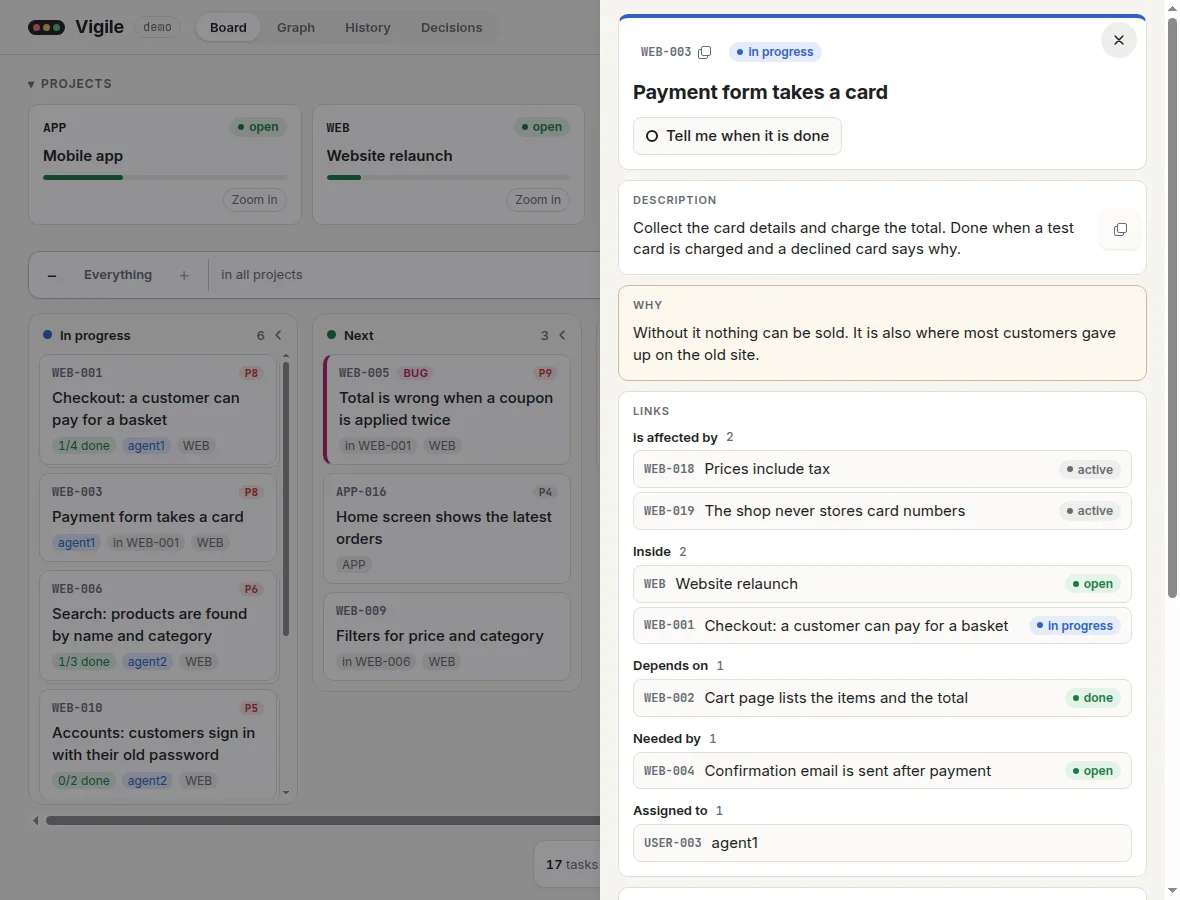 Vigile
demo
Board
Graph
History
Decisions
PROJECTS
APP
open
Mobile app
Zoom in
WEB
open
Website relaunch
Zoom in
− Everything + in all projects
In progress 6
WEB-001 P8
Checkout: a customer can
pay for a basket
1/4 done agent1 WEB
WEB-003 P8
Payment form takes a card
agent1 in WEB-001 WEB
WEB-006 P6
Search: products are found
by name and category
1/3 done agent2 WEB
WEB-010 P5
Accounts: customers sign in
with their old password
0/2 done agent2 WEB
Next 3
WEB-005 BUG P9
Total is wrong when a coupon
is applied twice
in WEB-001 WEB
APP-016 P4
Home screen shows the latest
orders
APP
WEB-009
Filters for price and category
in WEB-006 WEB
17 tasks
WEB-003 in progress
Payment form takes a card
Tell me when it is done
DESCRIPTION
Collect the card details and charge the total. Done when a test
card is charged and a declined card says why.
WHY
Without it nothing can be sold. It is also where most customers gave
up on the old site.
LINKS
is affected by 2
WEB-018 Prices include tax active
WEB-019 The shop never stores card numbers active
Inside 2
WEB Website relaunch open
WEB-001 Checkout: a customer can pay for a basket in progress
Depends on 1
WEB-002 Cart page lists the items and the total done
Needed by 1
WEB-004 Confirmation email is sent after payment open
Assigned to 1
USER-003 agent1